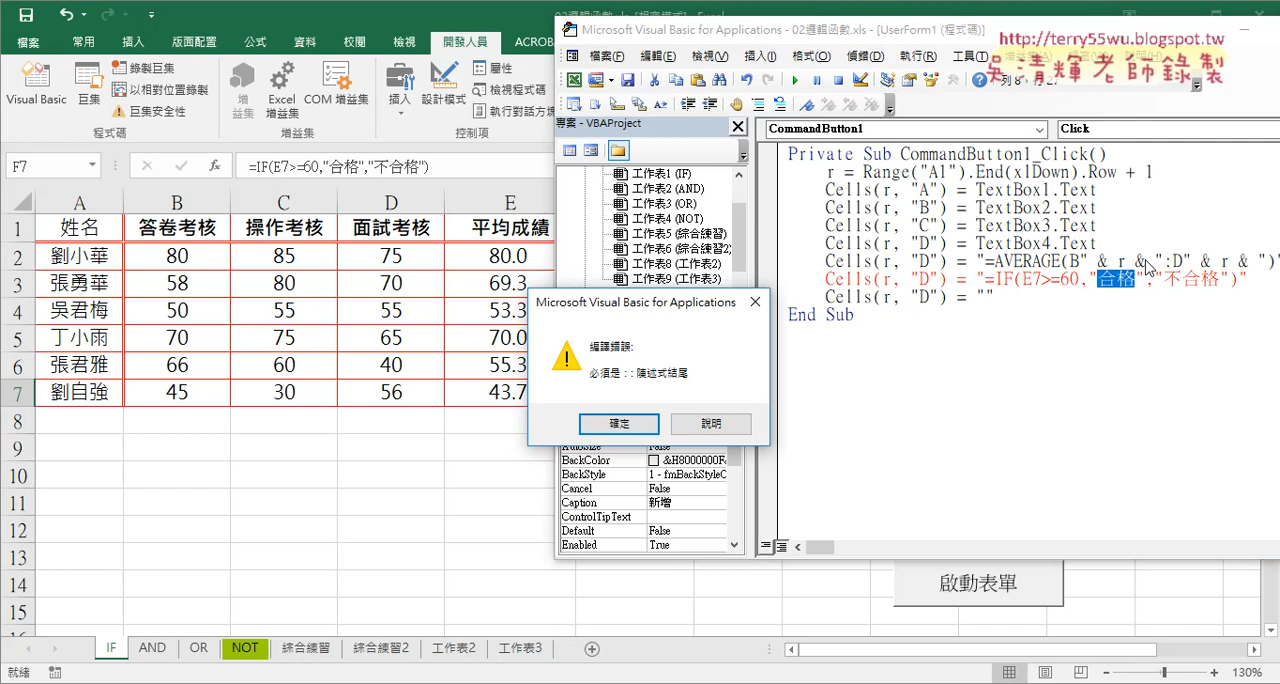 02邏輯函數.xls [相容模式] - Excel
檔案 常用 插入 版面配置 公式 資料 校閱 檢視 開發人員 ACROB
Visual Basic
巨集
錄製巨集
以相對位置錄製
巨集安全性
程式碼
增益集
Excel 增益集
COM 增益集
增益集
插入
設計模式
屬性
檢視程式碼
執行對話方塊
控制項
F7
fx
=IF(E7>=60,"合格","不合格")
A B C D E
1 姓名 答卷考核 操作考核 面試考核 平均成績
2 劉小華 80 85 75 80.0
3 張勇華 58 80 70 69.3
4 吳君梅 50 55 55 53.3
5 丁小雨 70 75 65 70.0
6 張君雅 66 60 40 55.3
7 劉自強 45 30 56 43.7
8
9
10
11
12
13
14
15
啟動表單
IF AND OR NOT 綜合練習 綜合練習2 工作表2 工作表3
就緒
130%
Microsoft Visual Basic for Applications - 02邏輯函數.xls - [UserForm1 (程式碼)]
http://terry55wu.blogspot.tw
吳清輝老師錄製
檔案(F) 編輯(E) 檢視(V) 插入(I) 格式(O) 偵錯(D) 執行(R) 工具(T)
專案 - VBAProject
工作表1 (IF)
工作表2 (AND)
工作表3 (OR)
工作表4 (NOT)
工作表5 (綜合練習)
工作表6 (綜合練習2)
工作表8 (工作表2)
工作表9 (工作表3)
CommandButton1
Click
Private Sub CommandButton1_Click()
r = Range("A1").End(xlDown).Row + 1
Cells(r, "A") = TextBox1.Text
Cells(r, "B") = TextBox2.Text
Cells(r, "C") = TextBox3.Text
Cells(r, "D") = TextBox4.Text
Cells(r, "D") = "=AVERAGE(B" & r & ":D" & r & ")"
Cells(r, "D") = "=IF(E7>=60,"合格","不合格")"
Cells(r, "D") = ""
End Sub
Microsoft Visual Basic for Applications
編譯錯誤:
必須是: : 陳述式結尾
確定
說明
AutoSize False
BackColor &H8000000F
BackStyle 1 - fmBackStyleO
Cancel False
Caption 新增
ControlTipText
Default False
Enabled True